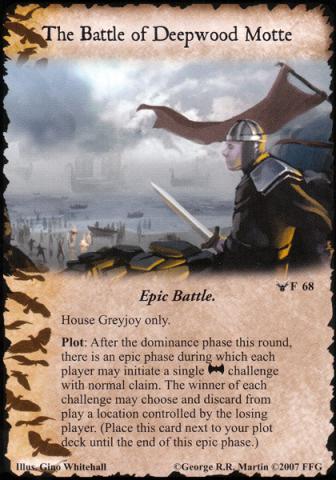 The Battle of Deepwood Motte
F 68
Epic Battle.
House Greyjoy only.
Plot: After the dominance phase this round,
there is an epic phase during which each
player may initiate a single challenge
with normal claim. The winner of each
challenge may choose and discard from
play a location controlled by the losing
player. (Place this card next to your plot
deck until the end of this epic phase.)
Illus. Gino Whitehall ©George R.R. Martin ©2007 FFG